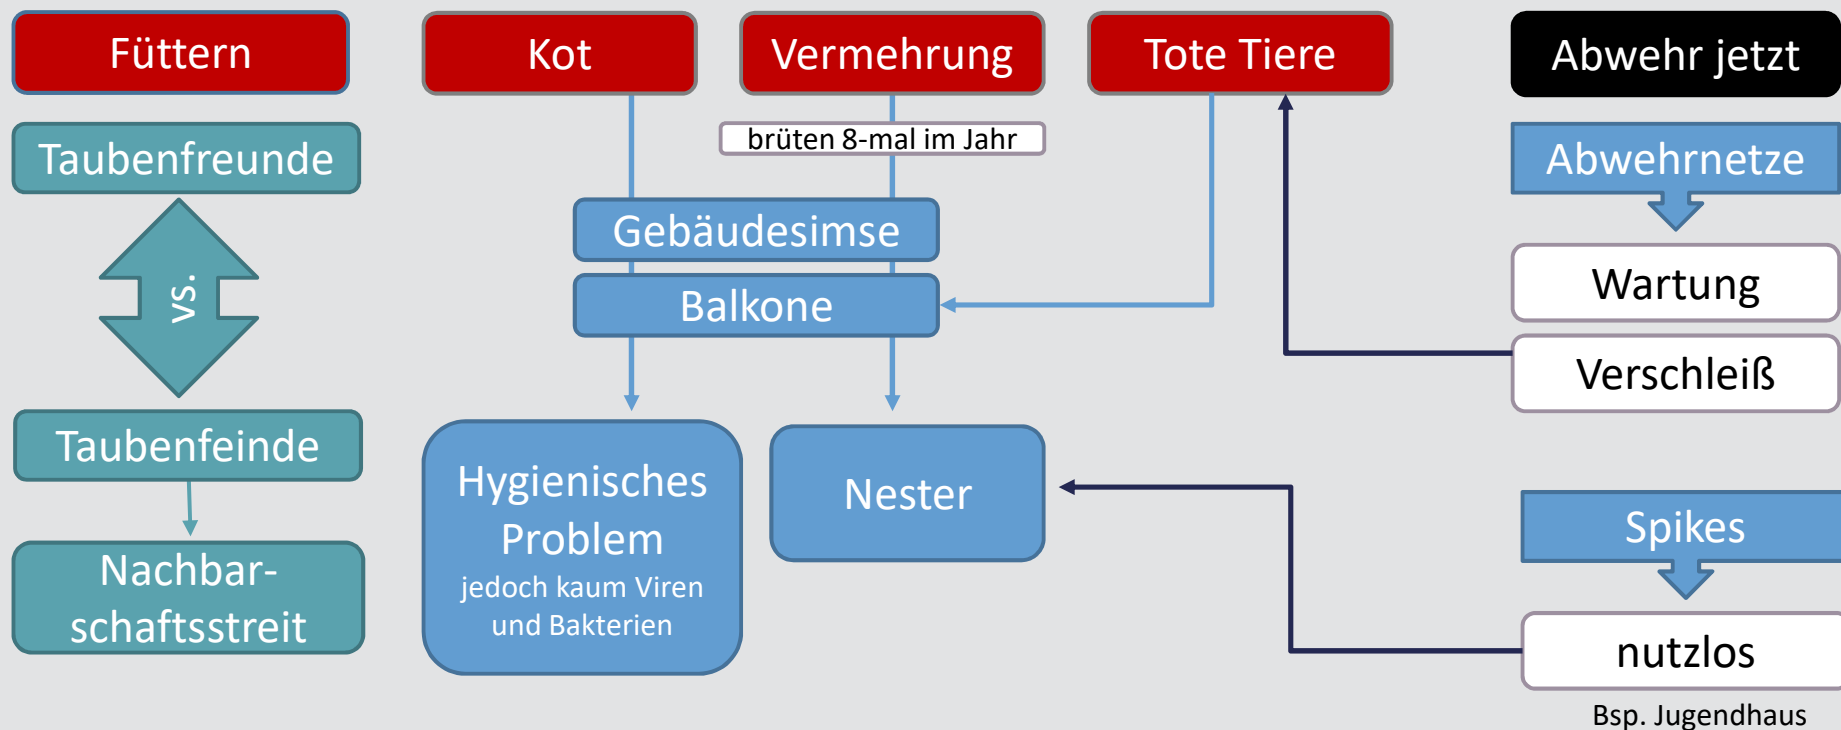 Füttern
Kot
Vermehrung
Tote Tiere
Abwehr jetzt
Taubenfreunde
vs.
Taubenfeinde
Nachbar-
schaftsstreit
brüten 8-mal im Jahr
Gebäudesimse
Balkone
Hygienisches
Problem
jedoch kaum Viren
und Bakterien
Nester
Abwehrnetze
Wartung
Verschleiß
Spikes
nutzlos
Bsp. Jugendhaus